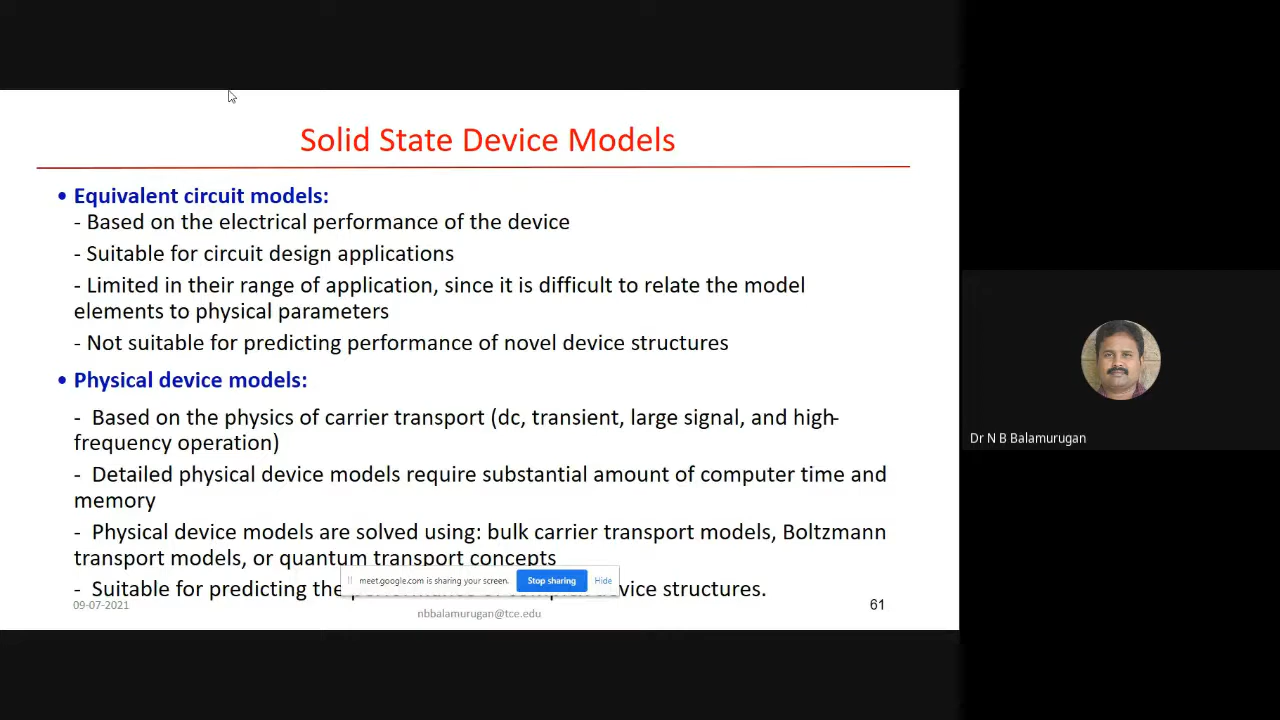 Solid State Device Models
• Equivalent circuit models:
- Based on the electrical performance of the device
- Suitable for circuit design applications
- Limited in their range of application, since it is difficult to relate the model
elements to physical parameters
- Not suitable for predicting performance of novel device structures
• Physical device models:
- Based on the physics of carrier transport (dc, transient, large signal, and high-
frequency operation)
- Detailed physical device models require substantial amount of computer time and
memory
- Physical device models are solved using: bulk carrier transport models, Boltzmann
transport models, or quantum transport concepts
meet.google.com is sharing your screen. Stop sharing Hide
- Suitable for predicting the device structures.
09-07-2021
nbbalamurugan@tce.edu
61
Dr N B Balamurugan